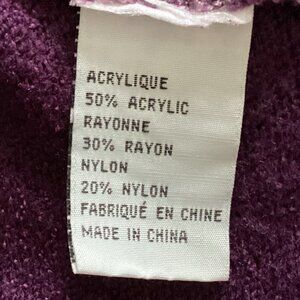 ACRYLIQUE
50% ACRYLIC
RAYONNE
30% RAYON
NYLON
20% NYLON
FABRIQUÉ EN CHINE
MADE IN CHINA